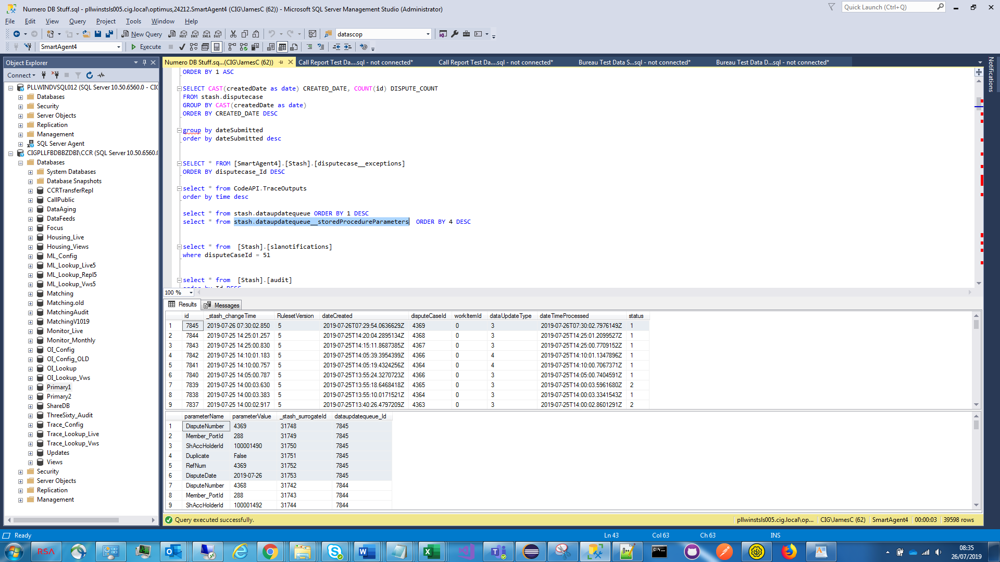 Numero DB Stuff.sql - pllwinstsls005.cig.local\optimus,24212.SmartAgent4 (CIG\JamesC (62)) - Microsoft SQL Server Management Studio (Administrator)
Quick Launch (Ctrl+Q)
File Edit View Query Project Tools Window Help
New Query
datascop
SmartAgent4
Execute
Object Explorer
Connect
PLLWINDVSQL012 (SQL Server 10.50.6560.0 - CIG
Databases
Security
Server Objects
Replication
Management
SQL Server Agent
CIGPLLFBDBBZDBI\CCR (SQL Server 10.50.6560.0
Databases
System Databases
Database Snapshots
CCRTransferRepl
CallPublic
DataAging
DataFeeds
Focus
Housing_Live
Housing_Views
ML_Config
ML_Lookup_Live5
ML_Lookup_Repl5
ML_Lookup_Vws5
Matching
Matching.old
MatchingAudit
MatchingV1019
Monitor_Live
Monitor_Monthly
OI_Config
OI_Config_OLD
OI_Lookup
OI_Lookup_Vws
Primary1
Primary2
ShareDB
ThreeSixty_Audit
Trace_Config
Trace_Lookup_Live
Trace_Lookup_Vws
Updates
Views
Security
Server Objects
Replication
Management
Numero DB Stuff.sq...(CIG\JamesC (62))
Call Report Test Da....sql - not connected*
Call Report Test Da....sql - not connected*
Bureau Test Data S...sql - not connected*
Bureau Test Data D...sql - not connected*
Notifications
ORDER BY 1 ASC
SELECT CAST(createdDate as date) CREATED_DATE, COUNT(id) DISPUTE_COUNT
FROM stash.disputecase
GROUP BY CAST(createdDate as date)
ORDER BY CREATED_DATE DESC
group by dateSubmitted
order by dateSubmitted desc
SELECT * FROM [SmartAgent4].[Stash].[disputecase__exceptions]
ORDER BY disputecase_Id DESC
select * from CodeAPI.TraceOutputs
order by time desc
select * from stash.dataupdatequeue ORDER BY 1 DESC
select * from stash.dataupdatequeue__storedProcedureParameters  ORDER BY 4 DESC
select * from  [Stash].[slanotifications]
where disputeCaseId = 51
select * from  [Stash].[audit]
order by Id DESC
100 %
Results Messages
id _stash_changeTime RulesetVersion dateCreated disputeCaseId workItemId dataUpdateType dateTimeProcessed status
1 7845 2019-07-26 07:30:02.850 5 2019-07-26T07:29:54.0636629Z 4369 0 3 2019-07-26T07:30:02.7976149Z 1
2 7844 2019-07-25 14:25:01.257 5 2019-07-25T14:20:04.2895134Z 4368 0 3 2019-07-25T14:25:01.2099527Z 1
3 7843 2019-07-25 14:25:00.830 5 2019-07-25T14:15:11.8687385Z 4367 0 3 2019-07-25T14:25:00.7709152Z 1
4 7842 2019-07-25 14:10:01.183 5 2019-07-25T14:05:39.3954399Z 4366 0 4 2019-07-25T14:10:01.1347896Z 1
5 7841 2019-07-25 14:10:00.757 5 2019-07-25T14:05:19.4324256Z 4364 0 4 2019-07-25T14:10:00.7067371Z 1
6 7840 2019-07-25 14:05:00.787 5 2019-07-25T13:55:24.3270723Z 4366 0 3 2019-07-25T14:05:00.7404591Z 1
7 7839 2019-07-25 14:00:03.630 5 2019-07-25T13:55:18.6468418Z 4365 0 3 2019-07-25T14:00:03.5961680Z 2
8 7838 2019-07-25 14:00:03.383 5 2019-07-25T13:55:10.0171521Z 4364 0 3 2019-07-25T14:00:03.3341543Z 1
9 7837 2019-07-25 14:00:02.917 5 2019-07-25T13:40:26.4797209Z 4363 0 3 2019-07-25T14:00:02.8601291Z 2
parameterName parameterValue _stash_surrogateId dataupdatequeue_Id
1 DisputeNumber 4369 31748 7845
2 Member_PortId 288 31749 7845
3 ShAccHolderId 100001490 31750 7845
4 Duplicate False 31751 7845
5 RefNum 4369 31752 7845
6 DisputeDate 2019-07-26 31753 7845
7 DisputeNumber 4368 31742 7844
8 Member_PortId 288 31743 7844
9 ShAccHolderId 100001492 31744 7844
Query executed successfully.
pllwinstsls005.cig.local\op... CIG\JamesC (62) SmartAgent4 00:00:03 39598 rows
Ready Ln 43 Col 63 Ch 63 INS
RSA
08:35
26/07/2019